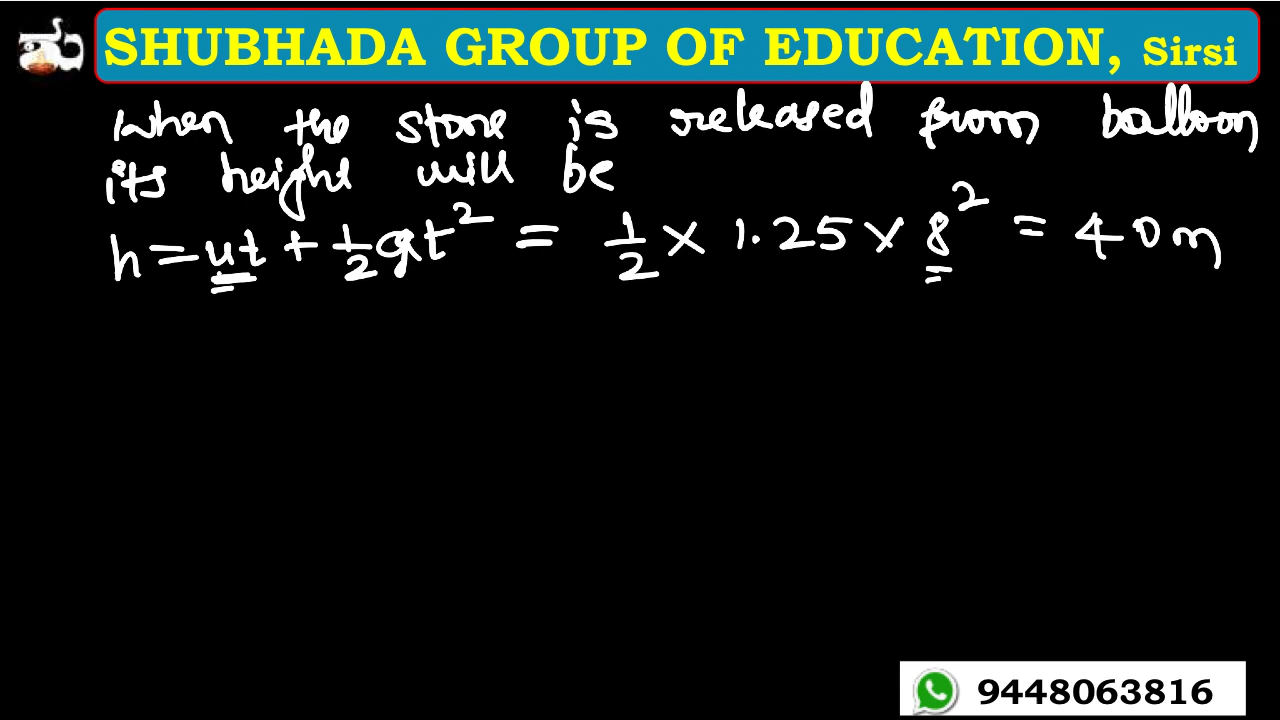 ಶು SHUBHADA GROUP OF EDUCATION, Sirsi
When the stone is released from balloon
its height will be
h = ut + 1/2 at² = 1/2 × 1.25 × 8² = 40 m
9448063816